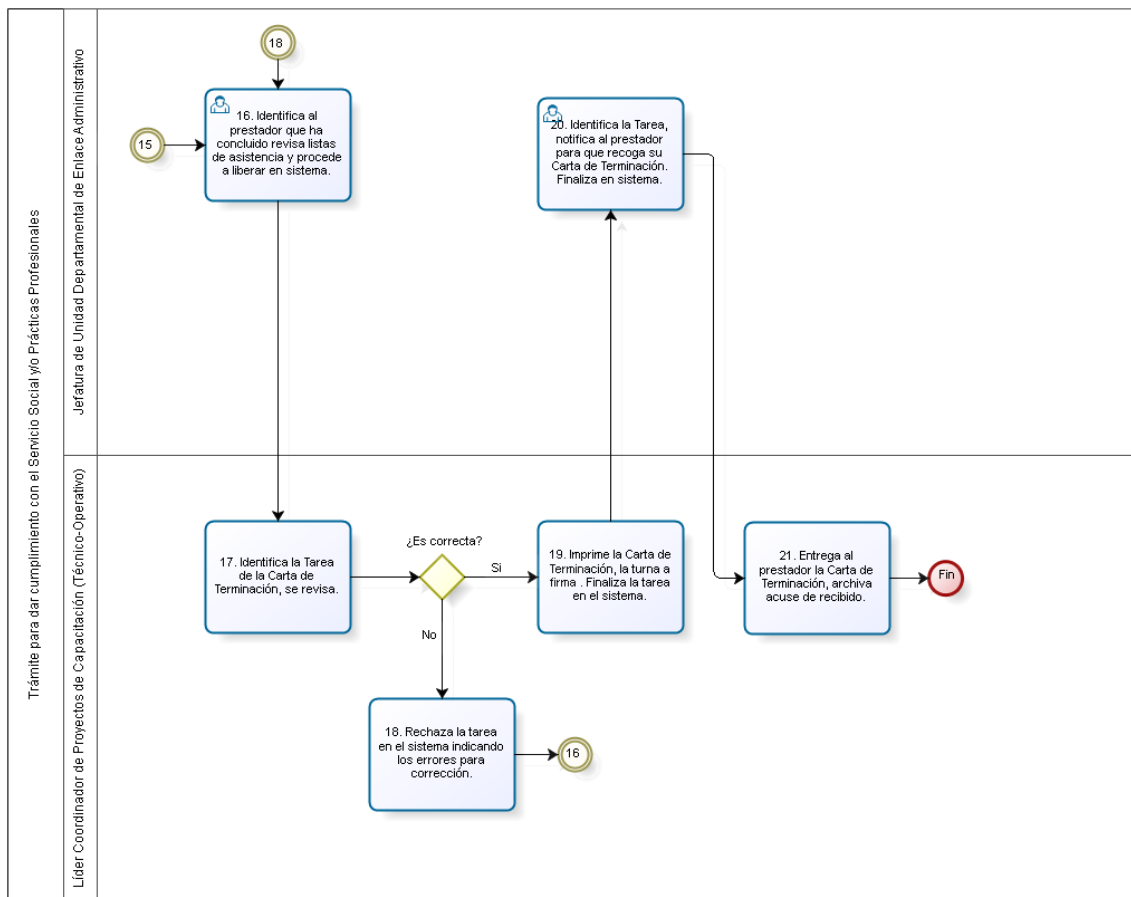 Trámite para dar cumplimiento con el Servicio Social y/o Prácticas Profesionales
Jefatura de Unidad Departamental de Enlace Administrativo
18
15
16. Identifica al
prestador que ha
concluido revisa listas
de asistencia y procede
a liberar en sistema.
20. Identifica la Tarea,
notifica al prestador
para que recoga su
Carta de Terminación.
Finaliza en sistema.
Líder Coordinador de Proyectos de Capacitación (Técnico-Operativo)
17. Identifica la Tarea
de la Carta de
Terminación, se revisa.
¿Es correcta?
Si
No
19. Imprime la Carta de
Terminación, la turna a
firma . Finaliza la tarea
en el sistema.
21. Entrega al
prestador la Carta de
Terminación, archiva
acuse de recibido.
Fin
18. Rechaza la tarea
en el sistema indicando
los errores para
corrección.
16